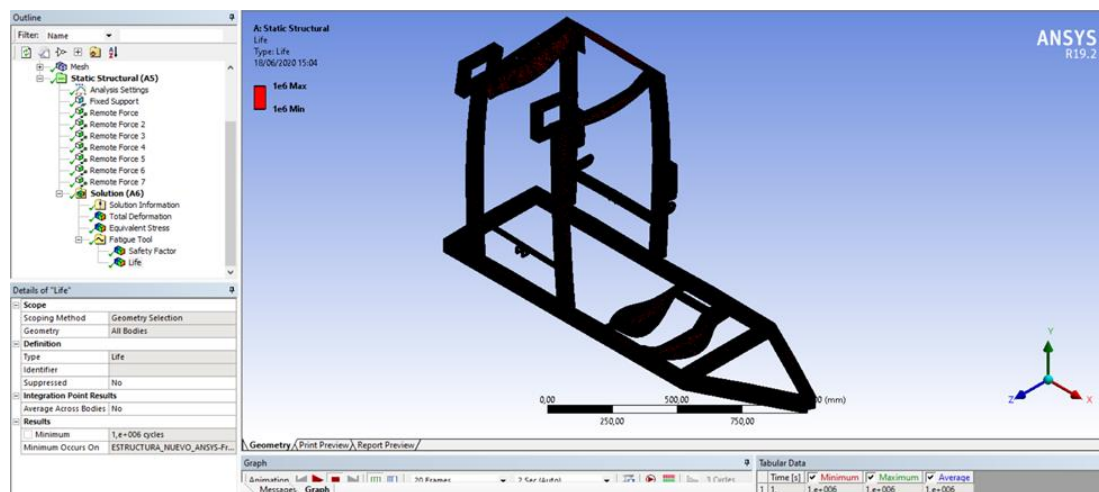 Outline
Filter: Name
Mesh
Static Structural (A5)
Analysis Settings
Fixed Support
Remote Force
Remote Force 2
Remote Force 3
Remote Force 4
Remote Force 5
Remote Force 6
Remote Force 7
Solution (A6)
Solution Information
Total Deformation
Equivalent Stress
Fatigue Tool
Safety Factor
Life
Details of "Life"
Scope
Scoping Method Geometry Selection
Geometry All Bodies
Definition
Type Life
Identifier
Suppressed No
Integration Point Results
Average Across Bodies No
Results
Minimum 1,e+006 cycles
Minimum Occurs On ESTRUCTURA_NUEVO_ANSYS-Fr...
A: Static Structural
Life
Type: Life
18/06/2020 15:04
1e6 Max
1e6 Min
ANSYS
R19.2
Y
Z
X
0,00 500,00 (mm)
250,00 750,00
Geometry Print Preview Report Preview
Graph
Animation 20 Frames 2 Sec (Auto) 3 Cycles
Messages Graph
Tabular Data
Time [s] Minimum Maximum Average
1 1, 1,e+006 1,e+006 1,e+006